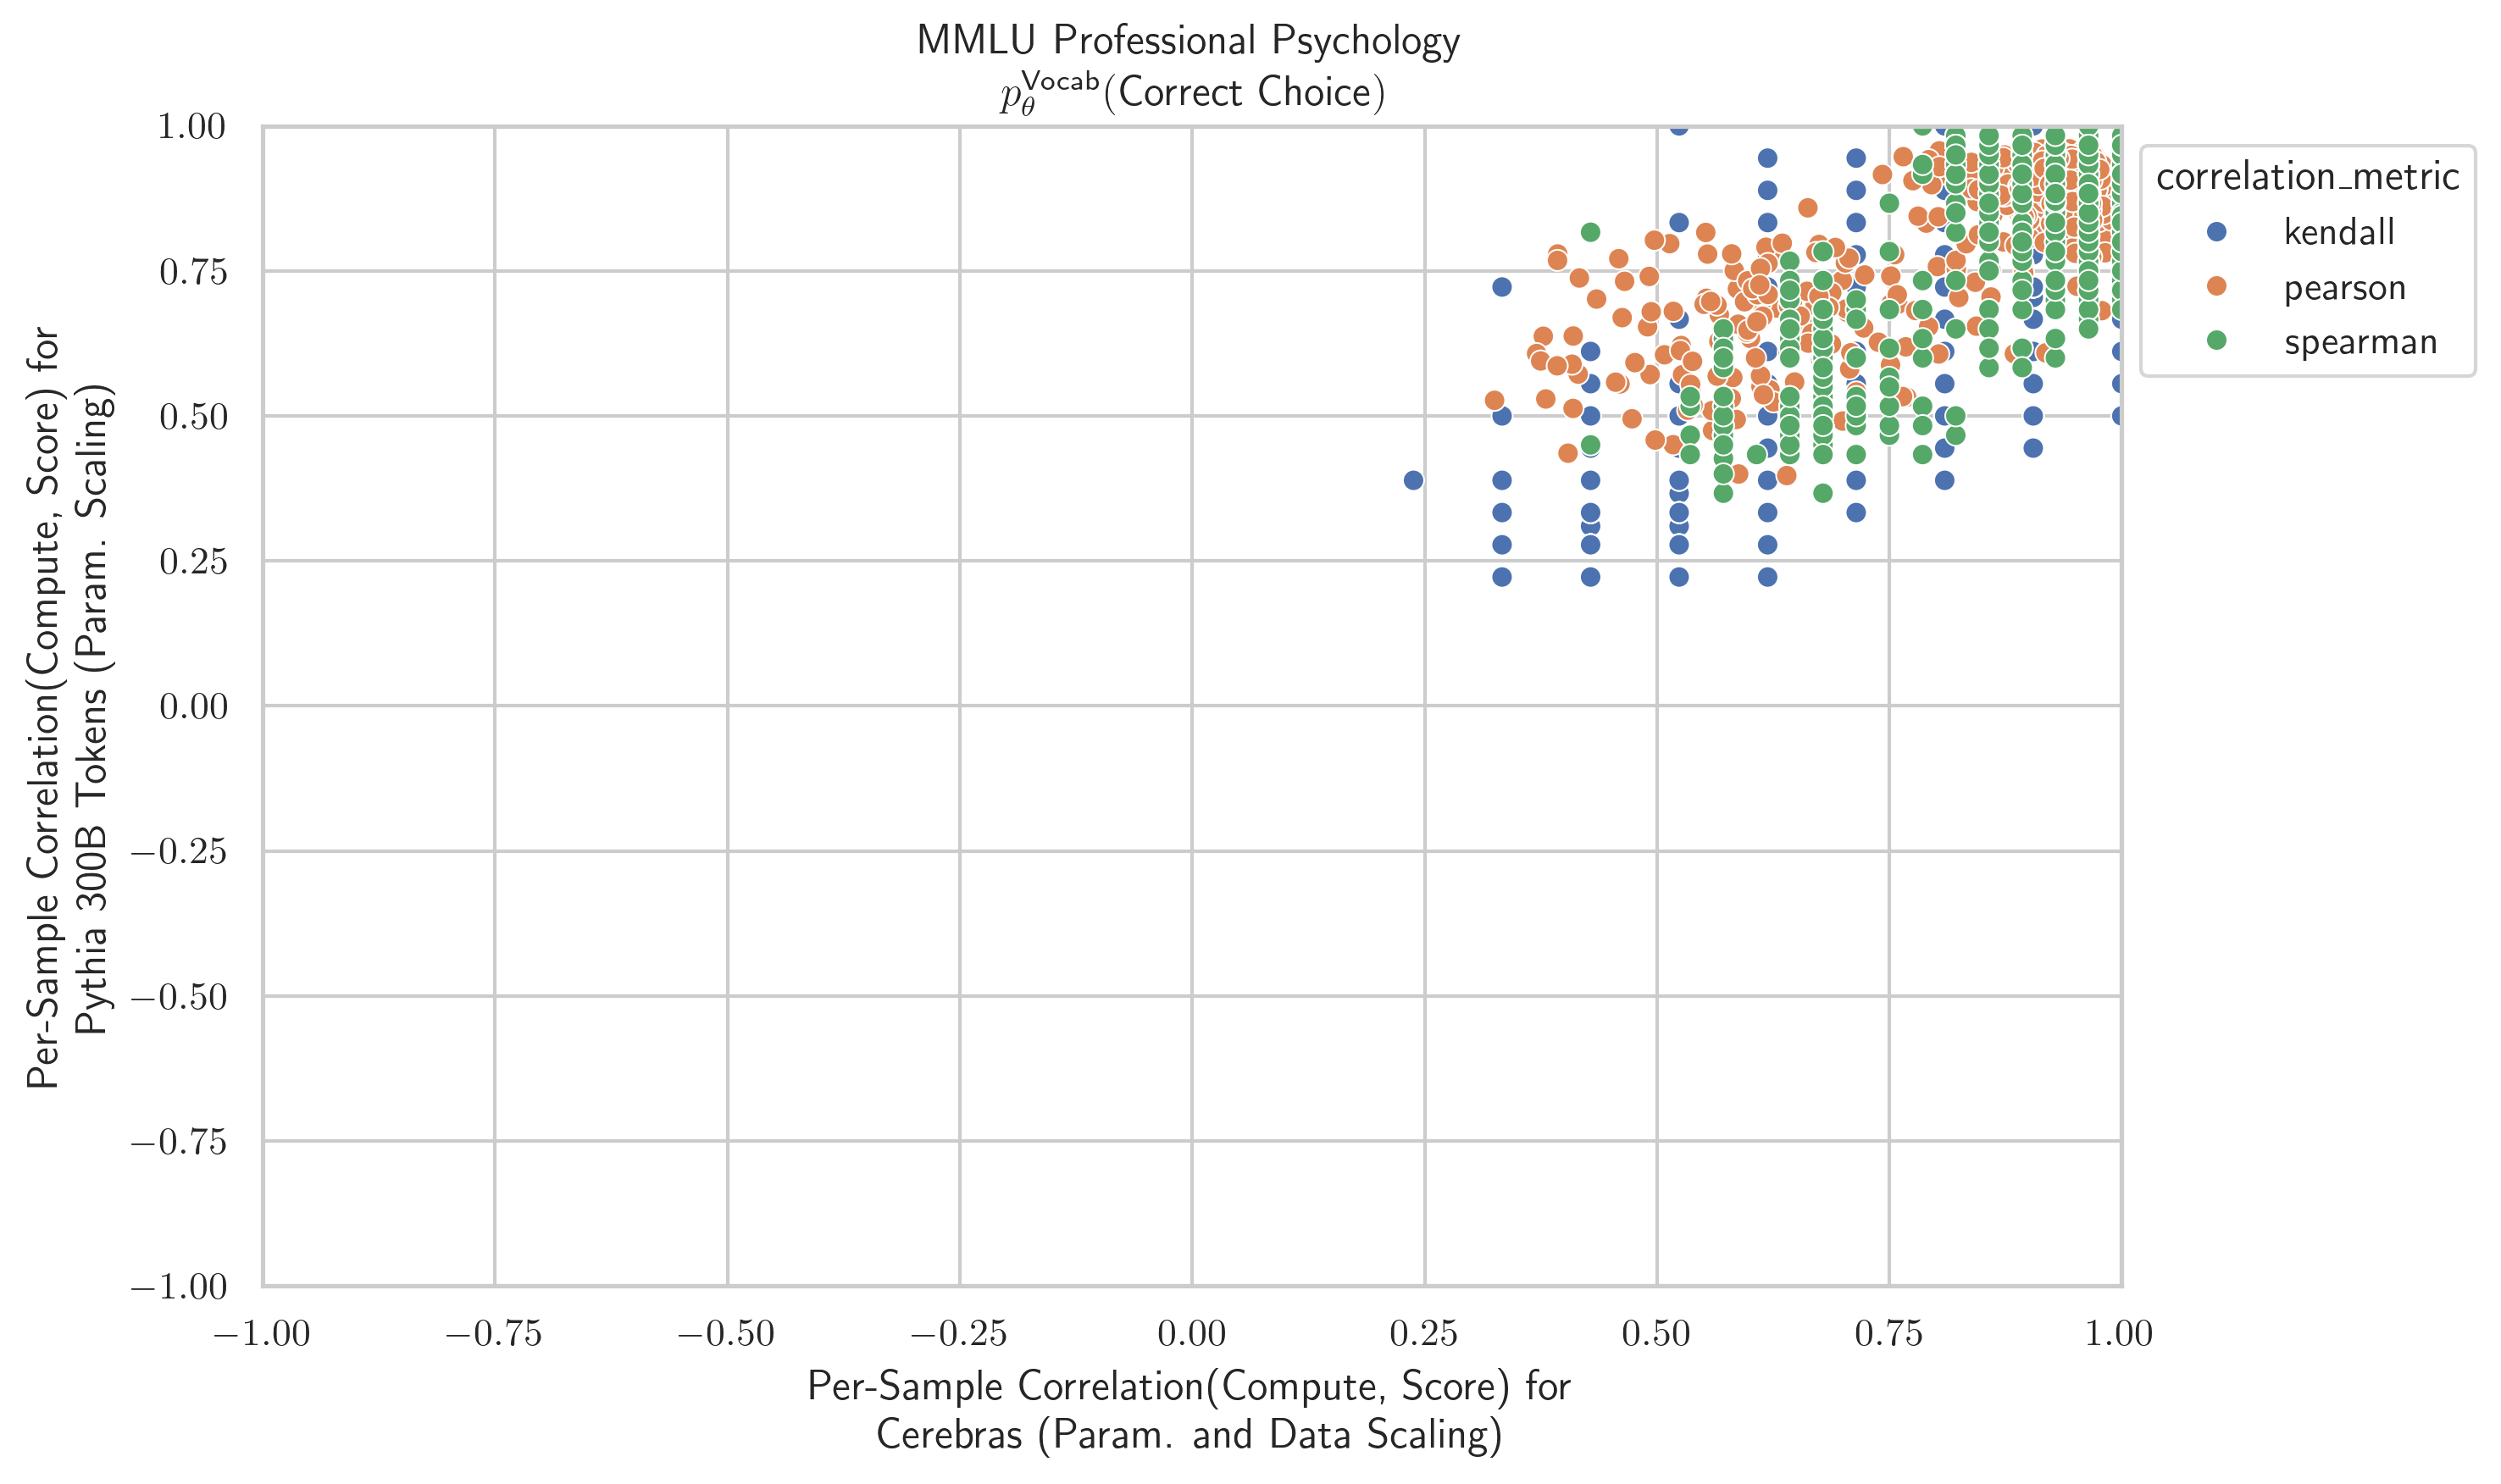 MMLU Professional Psychology
p_θ^Vocab(Correct Choice)
1.00
0.75
0.50
0.25
0.00
−0.25
−0.50
−0.75
−1.00
Per-Sample Correlation(Compute, Score) for
Pythia 300B Tokens (Param. Scaling)
−1.00 −0.75 −0.50 −0.25 0.00 0.25 0.50 0.75 1.00
Per-Sample Correlation(Compute, Score) for
Cerebras (Param. and Data Scaling)
correlation_metric
kendall
pearson
spearman